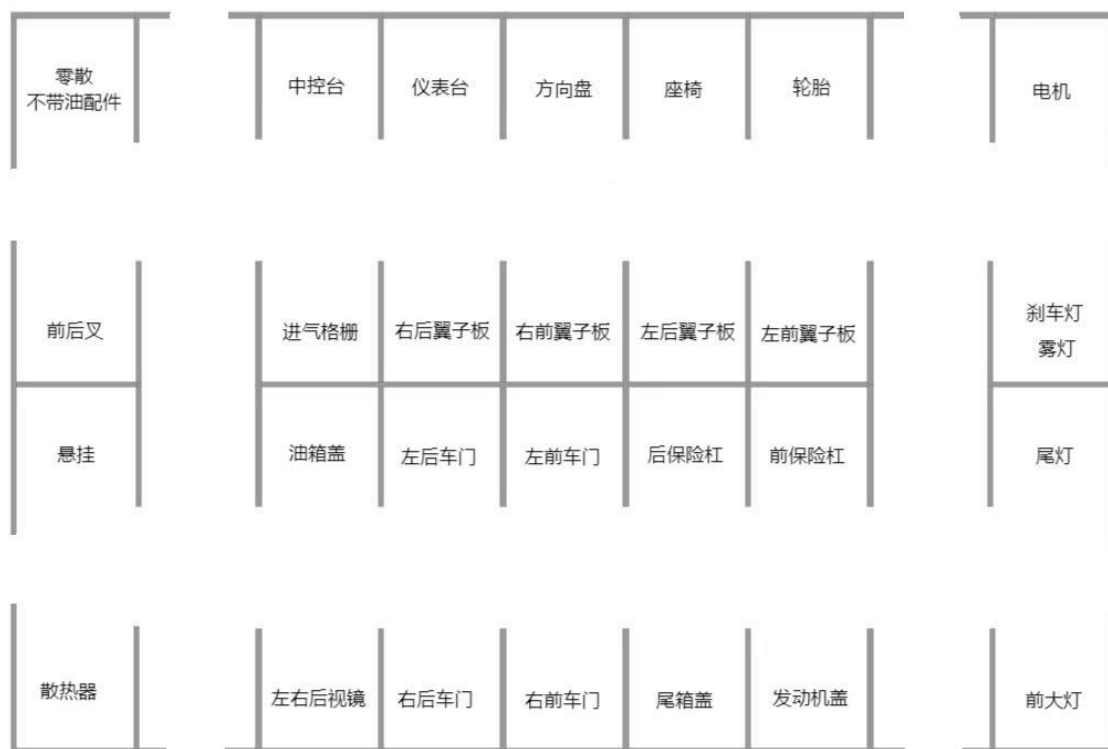 零散
不带油配件
中控台
仪表台
方向盘
座椅
轮胎
电机
前后叉
进气格栅
右后翼子板
右前翼子板
左后翼子板
左前翼子板
刹车灯
雾灯
悬挂
油箱盖
左后车门
左前车门
后保险杠
前保险杠
尾灯
散热器
左右后视镜
右后车门
右前车门
尾箱盖
发动机盖
前大灯